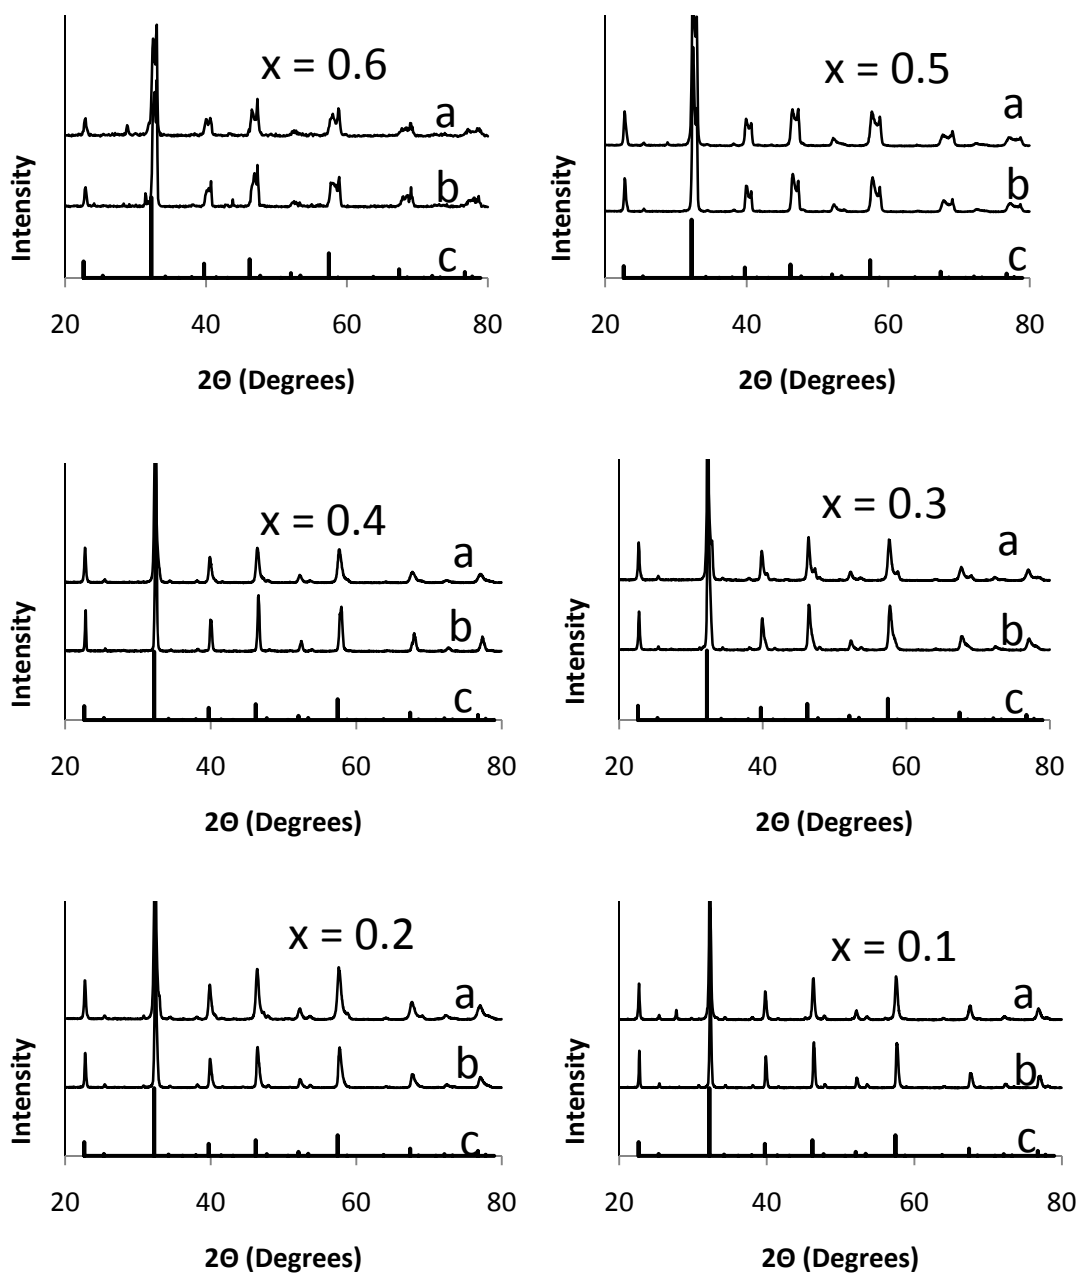 x = 0.6
a
b
c
Intensity
20 40 60 80
2Θ (Degrees)
x = 0.5
a
b
c
Intensity
20 40 60 80
2Θ (Degrees)
x = 0.4
a
b
c
Intensity
20 40 60 80
2Θ (Degrees)
x = 0.3
a
b
c
Intensity
20 40 60 80
2Θ (Degrees)
x = 0.2
a
b
c
Intensity
20 40 60 80
2Θ (Degrees)
x = 0.1
a
b
c
Intensity
20 40 60 80
2Θ (Degrees)